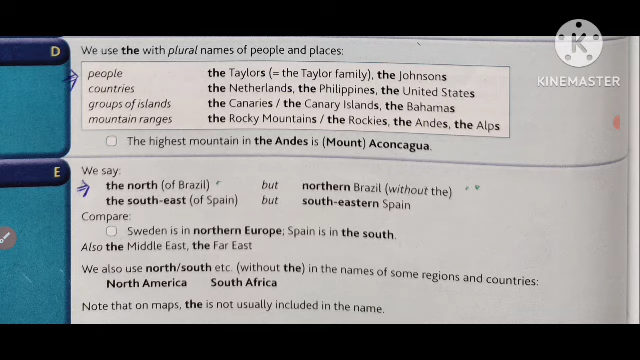 D
We use the with plural names of people and places:
people the Taylors (= the Taylor family), the Johnsons
countries the Netherlands, the Philippines, the United States
groups of islands the Canaries / the Canary Islands, the Bahamas
mountain ranges the Rocky Mountains / the Rockies, the Andes, the Alps
The highest mountain in the Andes is (Mount) Aconcagua.
E
We say:
the north (of Brazil) but northern Brazil (without the)
the south-east (of Spain) but south-eastern Spain
Compare:
Sweden is in northern Europe; Spain is in the south.
Also the Middle East, the Far East
We also use north/south etc. (without the) in the names of some regions and countries:
North America South Africa
Note that on maps, the is not usually included in the name.
K
KINEMASTER